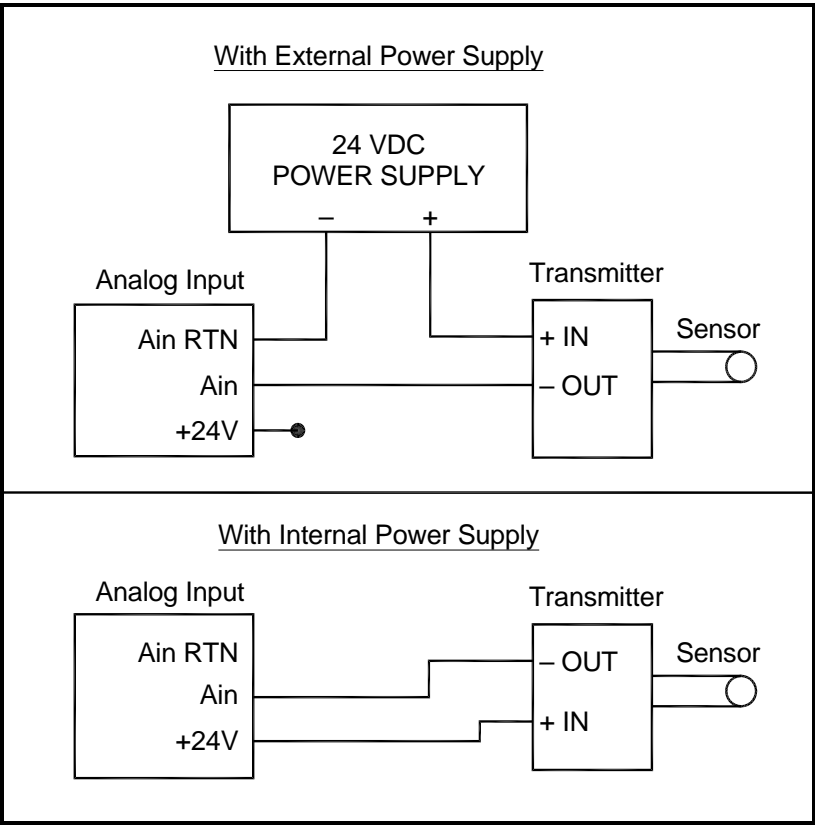 With External Power Supply
24 VDC
POWER SUPPLY
– +
Analog Input
Transmitter
Ain RTN
+ IN
Sensor
Ain
– OUT
+24V
With Internal Power Supply
Analog Input
Transmitter
Ain RTN
– OUT
Sensor
Ain
+ IN
+24V